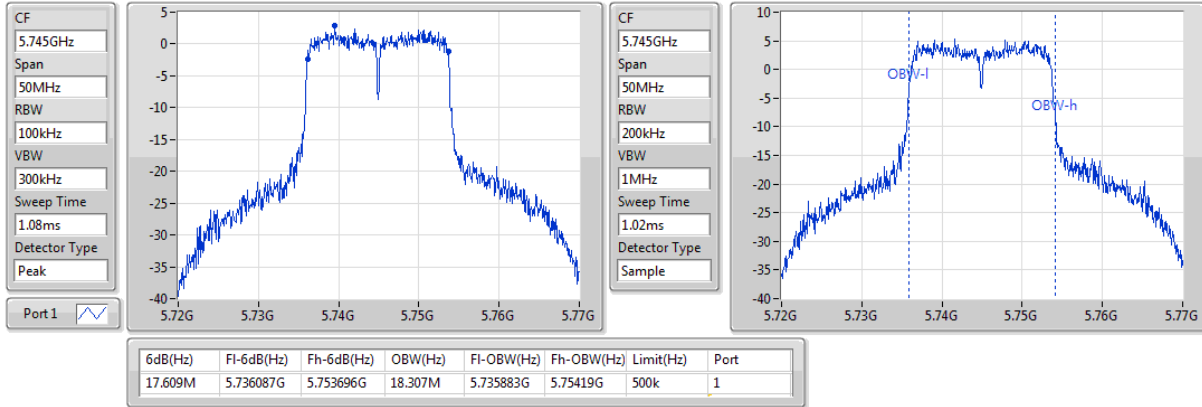 CF
5.745GHz
Span
50MHz
RBW
100kHz
VBW
300kHz
Sweep Time
1.08ms
Detector Type
Peak
Port 1
5
0
-5
-10
-15
-20
-25
-30
-35
-40
5.72G 5.73G 5.74G 5.75G 5.76G 5.77G
CF
5.745GHz
Span
50MHz
RBW
200kHz
VBW
1MHz
Sweep Time
1.02ms
Detector Type
Sample
10
5
0
-5
-10
-15
-20
-25
-30
-35
-40
OBW-l
OBW-h
5.72G 5.73G 5.74G 5.75G 5.76G 5.77G
6dB(Hz) Fl-6dB(Hz) Fh-6dB(Hz) OBW(Hz) Fl-OBW(Hz) Fh-OBW(Hz) Limit(Hz) Port
17.609M 5.736087G 5.753696G 18.307M 5.735883G 5.75419G 500k 1